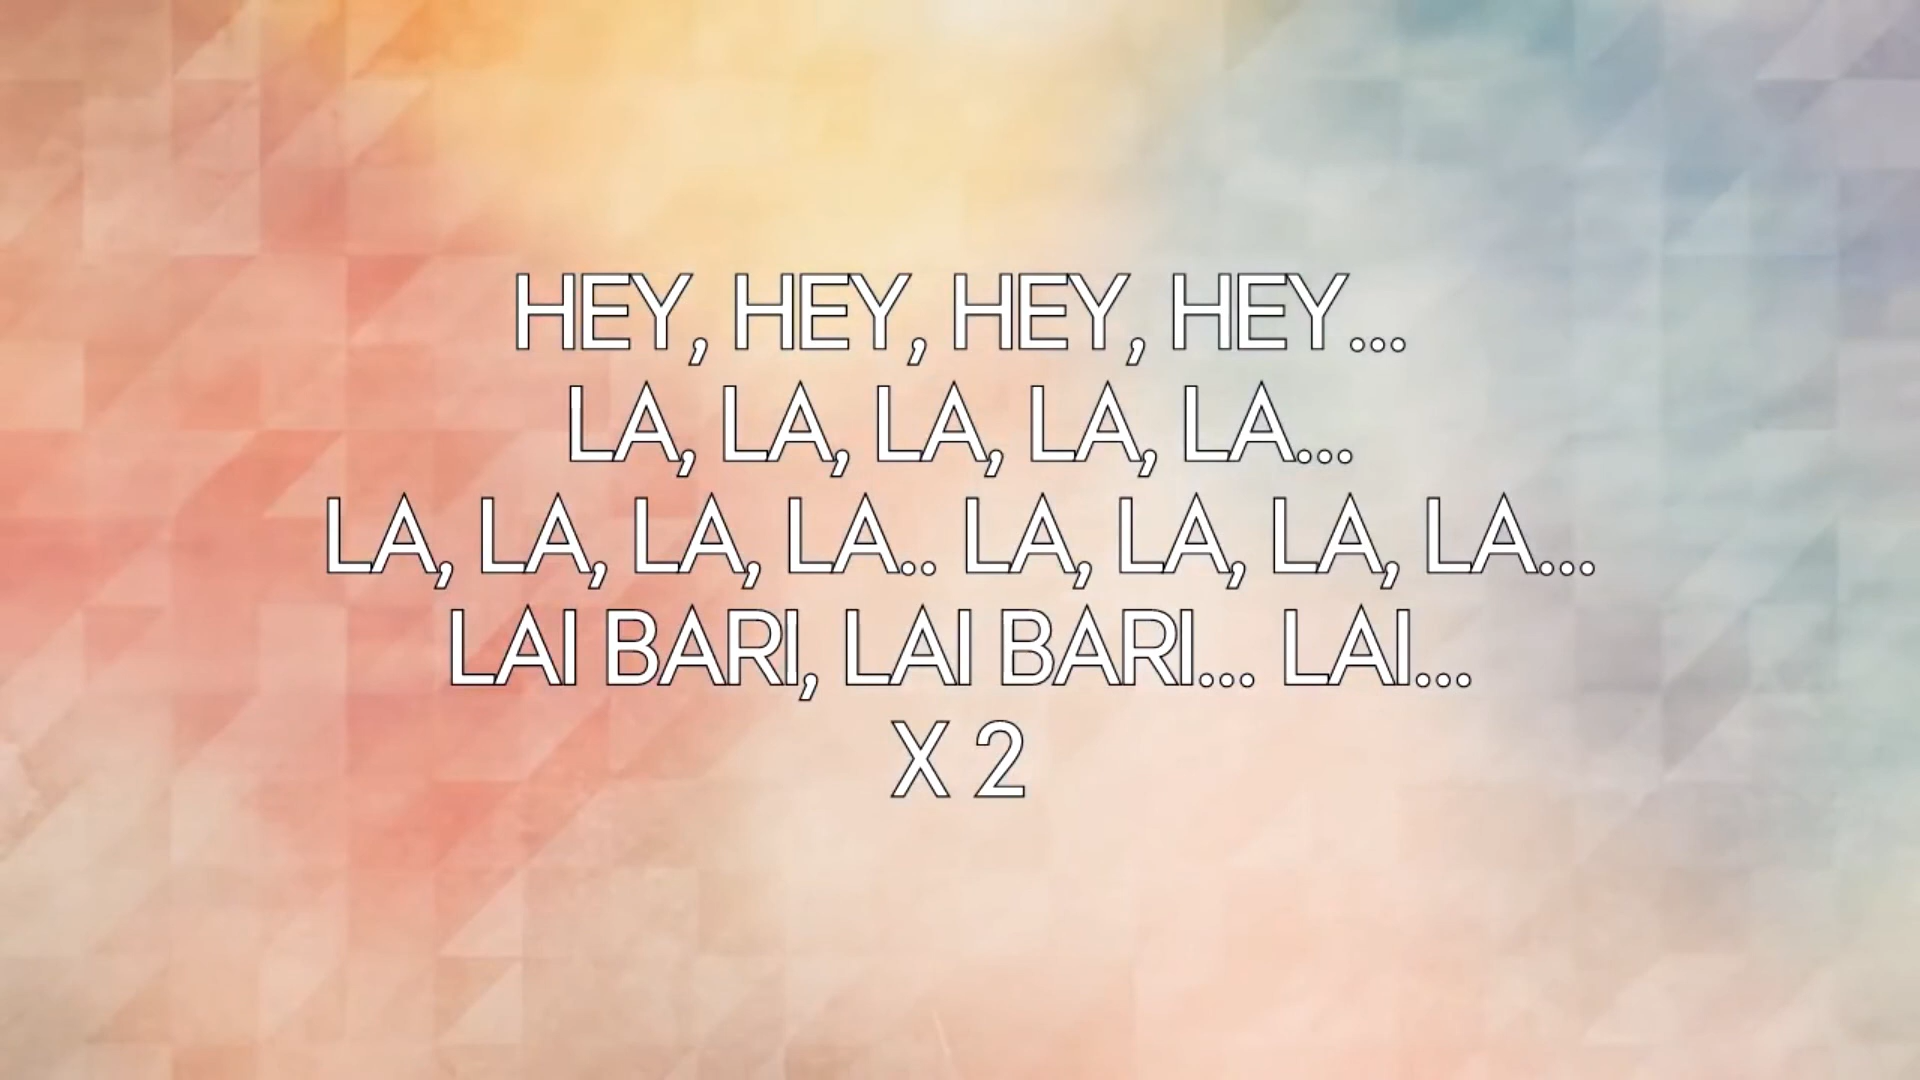 HEY, HEY, HEY, HEY...
LA, LA, LA, LA, LA...
LA, LA, LA, LA.. LA, LA, LA, LA...
LAI BARI, LAI BARI... LAI...
X 2